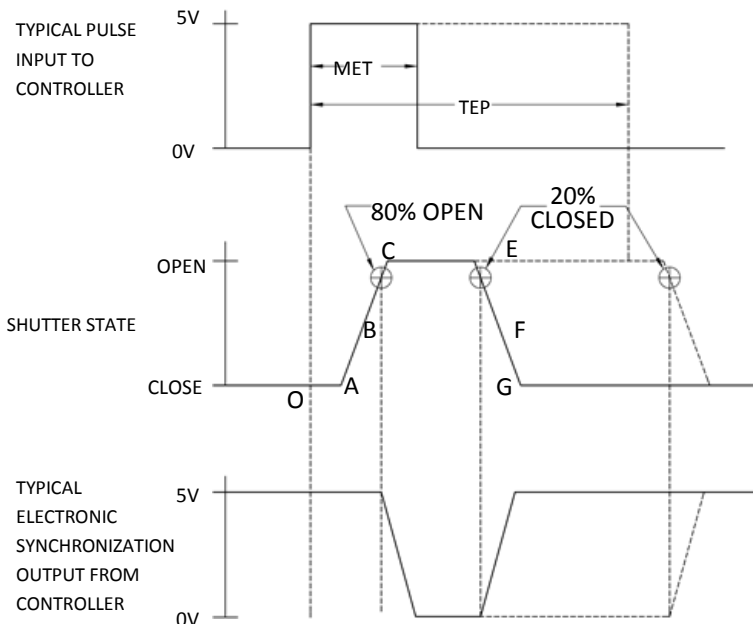 TYPICAL PULSE
INPUT TO
CONTROLLER
5V
MET
TEP
0V
80% OPEN
20%
CLOSED
OPEN
C
E
SHUTTER STATE
B
F
CLOSE
O
A
G
TYPICAL
ELECTRONIC
SYNCHRONIZATION
OUTPUT FROM
CONTROLLER
5V
0V